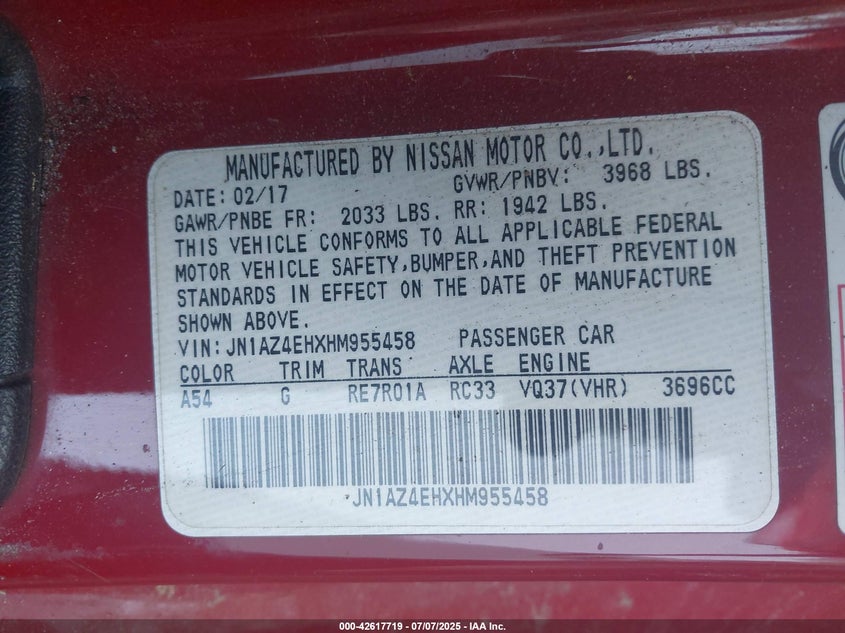 MANUFACTURED BY NISSAN MOTOR CO.,LTD.
DATE: 02/17 GVWR/PNBV: 3968 LBS.
GAWR/PNBE FR: 2033 LBS. RR: 1942 LBS.
THIS VEHICLE CONFORMS TO ALL APPLICABLE FEDERAL
MOTOR VEHICLE SAFETY,BUMPER,AND THEFT PREVENTION
STANDARDS IN EFFECT ON THE DATE OF MANUFACTURE
SHOWN ABOVE.
VIN:JN1AZ4EHXHM955458 PASSENGER CAR
COLOR TRIM TRANS AXLE ENGINE
A54 G RE7R01A RC33 VQ37(VHR) 3696CC
JN1AZ4EHXHM955458
000-42617719 / 07/07/2025 - IAA Inc.